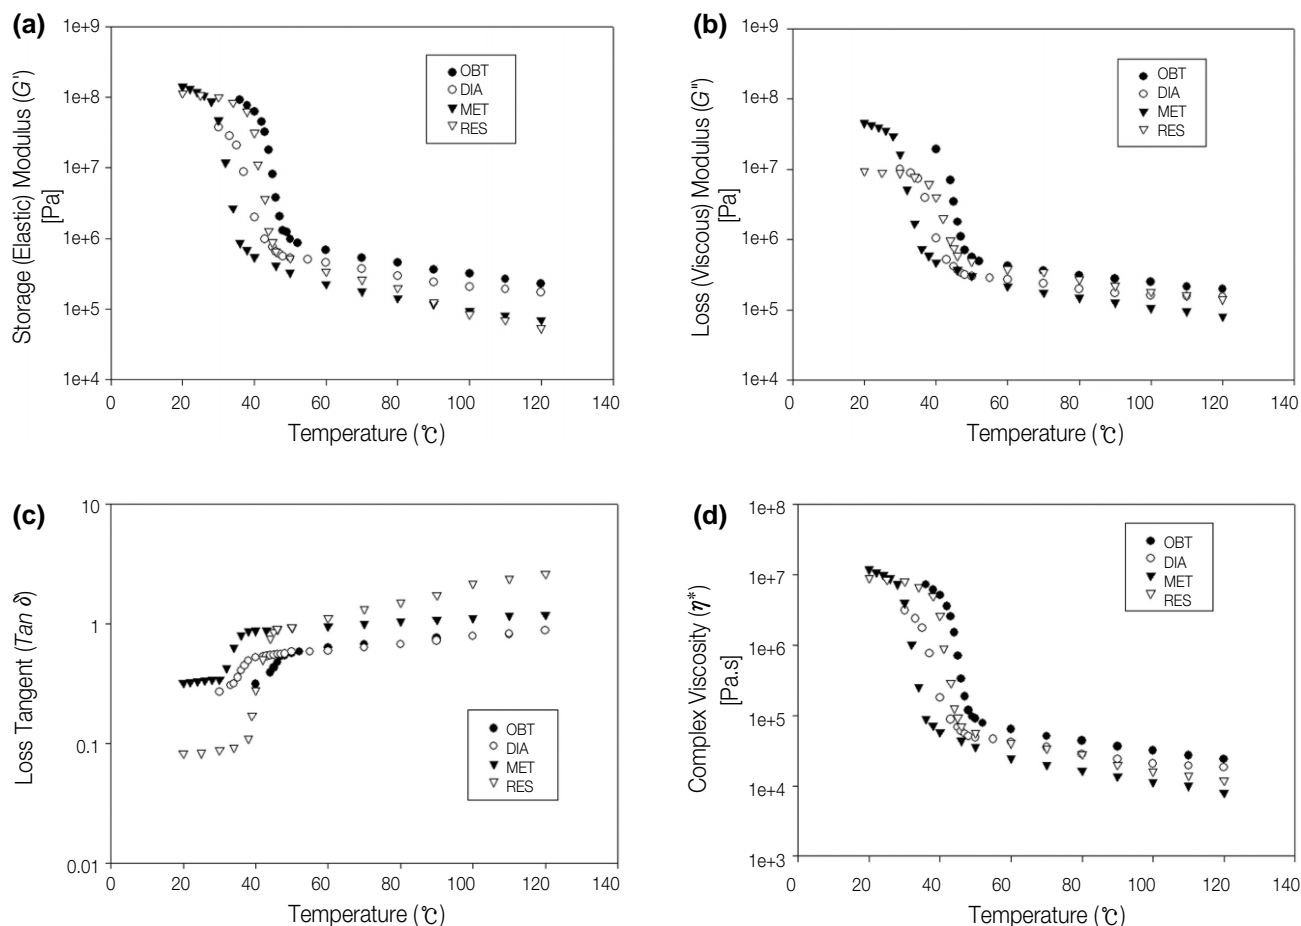 (a)
Storage (Elastic) Modulus (G')
[Pa]
1e+9
1e+8
1e+7
1e+6
1e+5
1e+4
OBT
DIA
MET
RES
0 20 40 60 80 100 120 140
Temperature (℃)
(b)
Loss (Viscous) Modulus (G")
[Pa]
1e+9
1e+8
1e+7
1e+6
1e+5
1e+4
OBT
DIA
MET
RES
0 20 40 60 80 100 120 140
Temperature (℃)
(c)
Loss Tangent (Tan δ)
10
1
0.1
0.01
OBT
DIA
MET
RES
0 20 40 60 80 100 120 140
Temperature (℃)
(d)
Complex Viscosity (η*)
[Pa.s]
1e+8
1e+7
1e+6
1e+5
1e+4
1e+3
OBT
DIA
MET
RES
0 20 40 60 80 100 120 140
Temperature (℃)